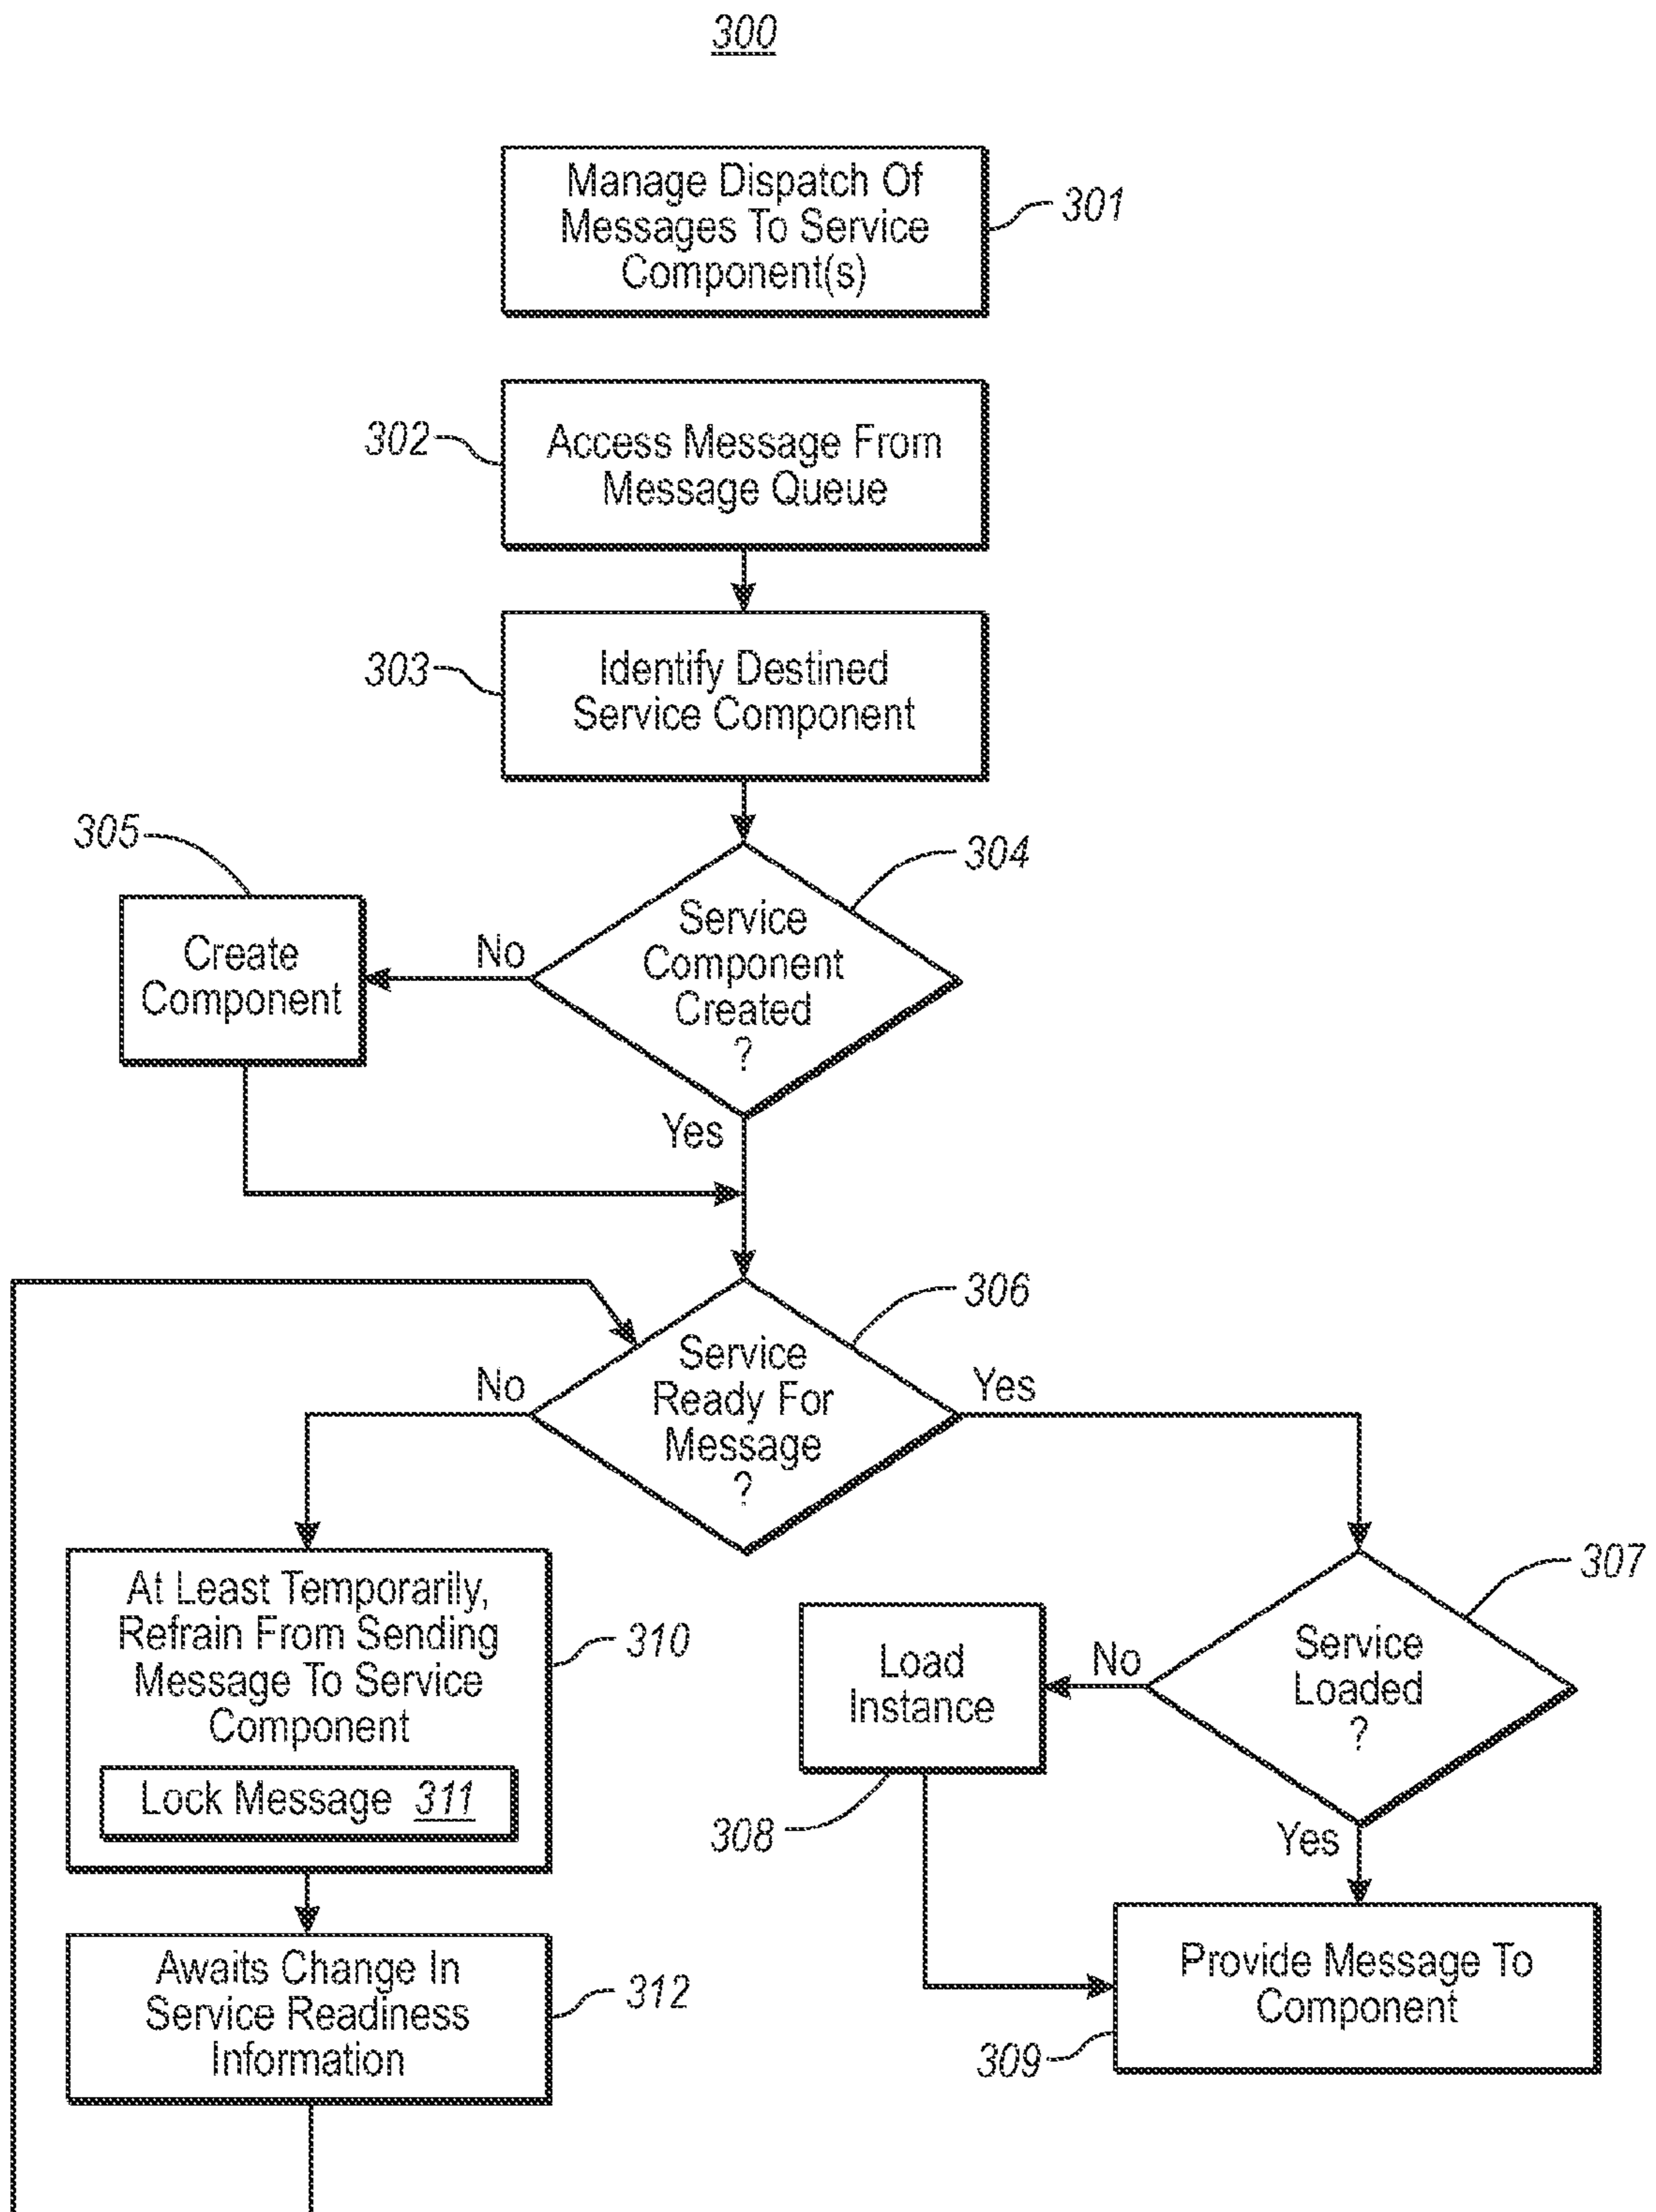 300
Manage Dispatch Of
Messages To Service
Component(s)
301
302
Access Message From
Message Queue
303
Identify Destined
Service Component
305
304
Create
Component
No
Service
Component
Created
?
Yes
306
No
Service
Ready For
Message
?
Yes
At Least Temporarily,
Refrain From Sending
Message To Service
Component
310
Lock Message 311
307
Load
Instance
No
Service
Loaded
?
308
Yes
Awaits Change In
Service Readiness
Information
312
Provide Message To
Component
309